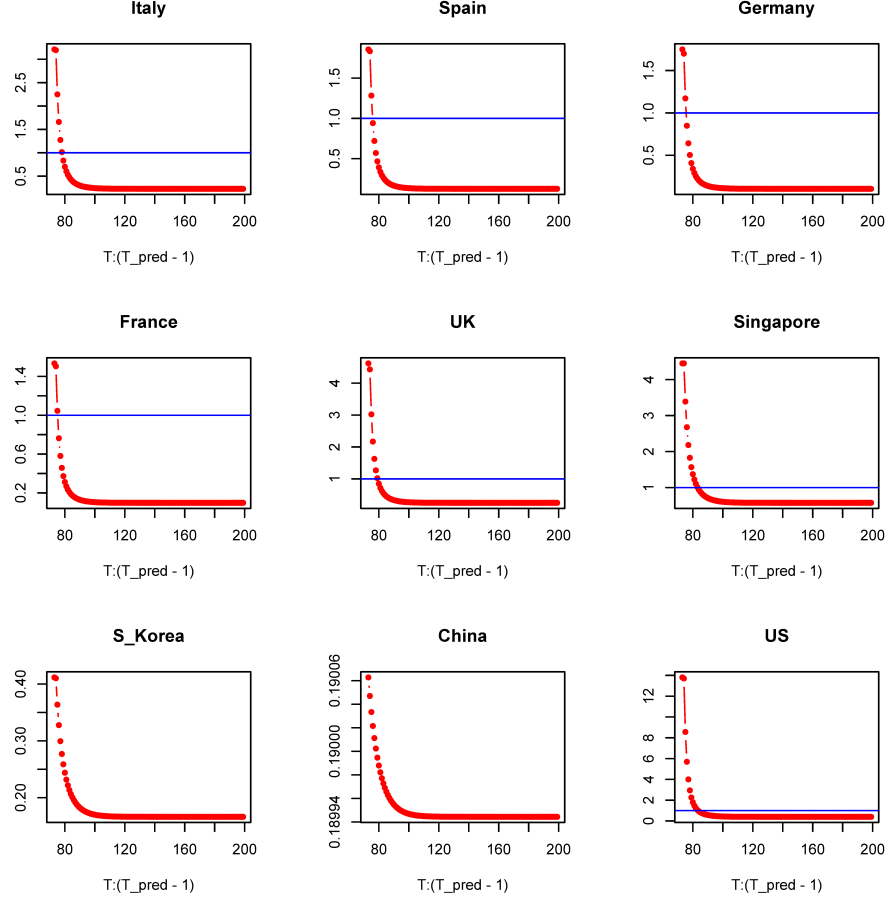 Italy Spain Germany
2.5 1.5 0.5
1.5 1.0 0.5
1.5 1.0 0.5
80 120 160 200 80 120 160 200 80 120 160 200
T:(T_pred - 1) T:(T_pred - 1) T:(T_pred - 1)
France UK Singapore
1.4 1.0 0.6 0.2
4 3 2 1
4 3 2 1
80 120 160 200 80 120 160 200 80 120 160 200
T:(T_pred - 1) T:(T_pred - 1) T:(T_pred - 1)
S_Korea China US
0.40 0.30 0.20
0.19006 0.19000 0.18994
12 8 6 4 2 0
80 120 160 200 80 120 160 200 80 120 160 200
T:(T_pred - 1) T:(T_pred - 1) T:(T_pred - 1)